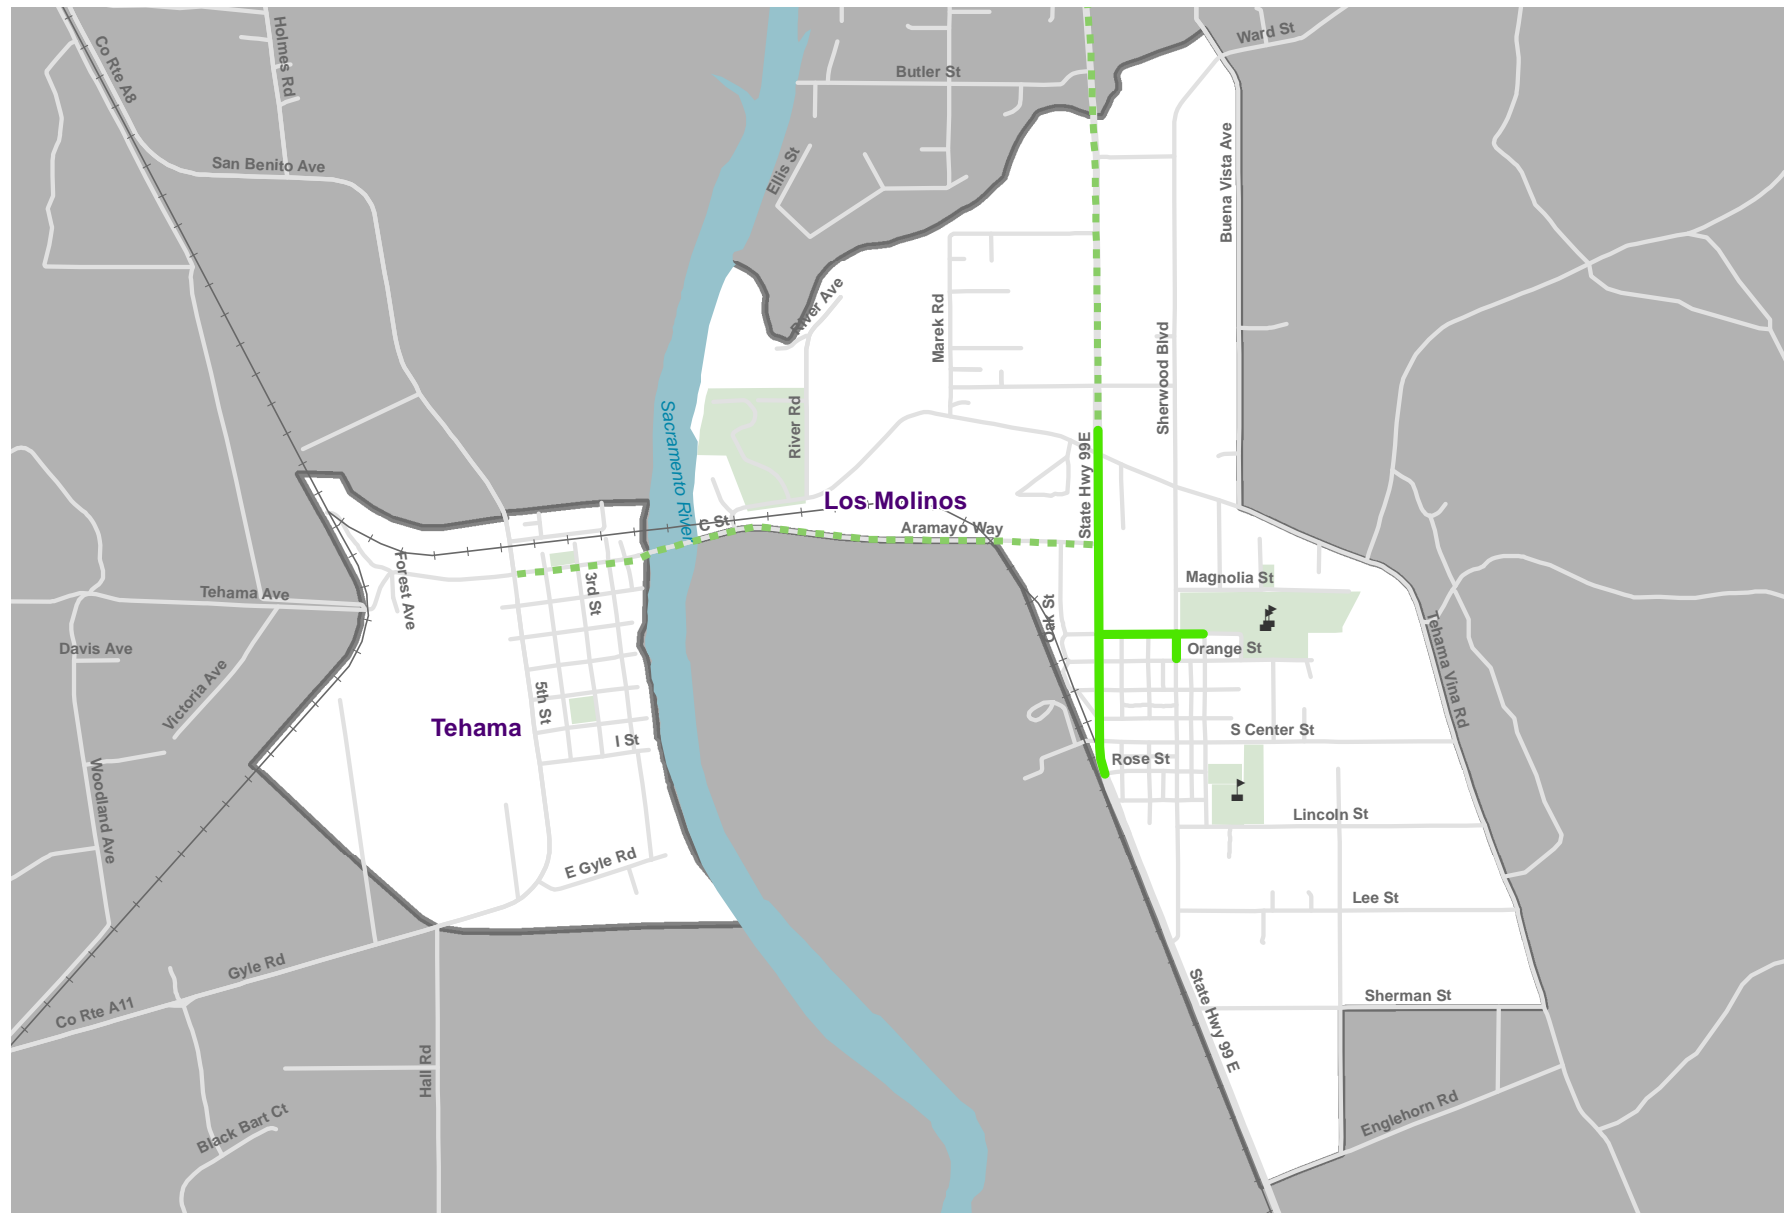 Ward St
Holmes Rd
Co Rte A8
Butler St
San Benito Ave
Ellis St
Buena Vista Ave
River Ave
Marek Rd
Sherwood Blvd
Sacramento River
River Rd
State Hwy 99E
Los Molinos
C St
Aramayo Way
Forest Ave
3rd St
Magnolia St
Tehama Ave
Oak St
Tehama Vina Rd
Davis Ave
Orange St
Victoria Ave
5th St
Tehama
I St
S Center St
Rose St
Woodland Ave
Lincoln St
E Gyle Rd
Lee St
Gyle Rd
Sherman St
Co Rte A11
State Hwy 99 E
Hall Rd
Englehorn Rd
Black Bart Ct